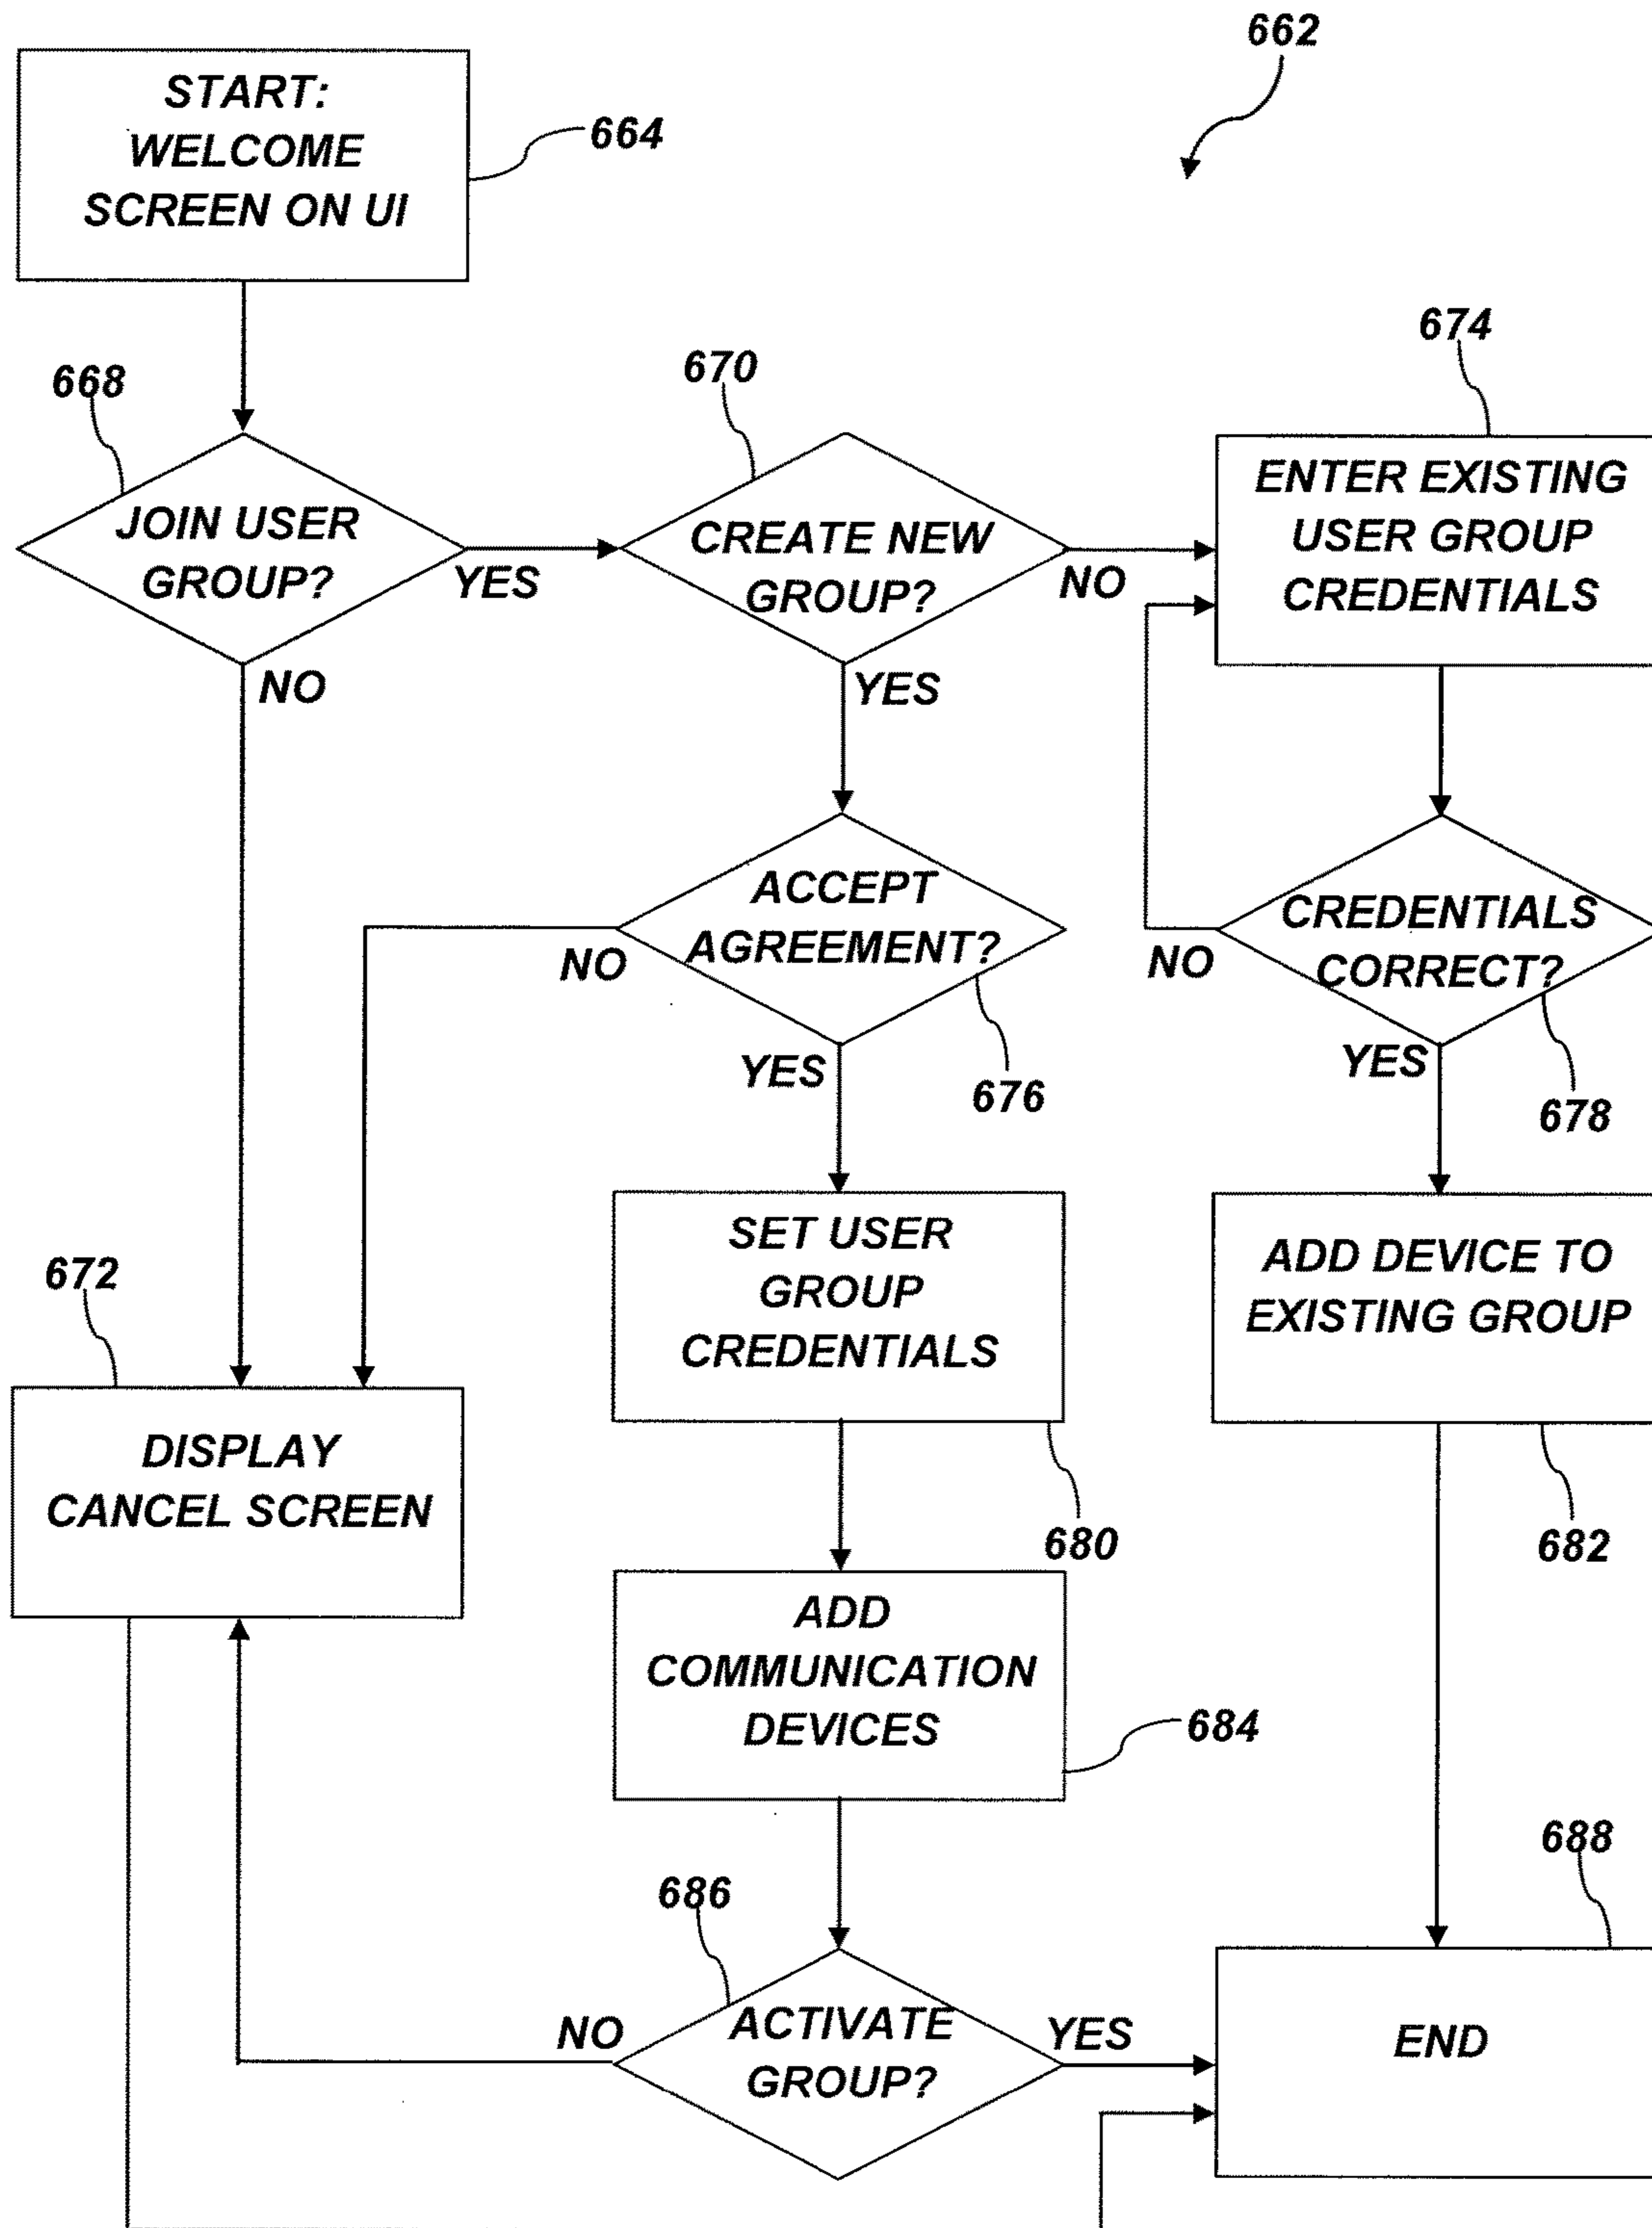 662
START:
WELCOME
SCREEN ON UI
664
668
JOIN USER
GROUP?
YES
NO
670
CREATE NEW
GROUP?
NO
YES
674
ENTER EXISTING
USER GROUP
CREDENTIALS
ACCEPT
AGREEMENT?
NO
YES
676
CREDENTIALS
CORRECT?
NO
YES
678
672
DISPLAY
CANCEL SCREEN
SET USER
GROUP
CREDENTIALS
680
ADD DEVICE TO
EXISTING GROUP
682
ADD
COMMUNICATION
DEVICES
684
686
ACTIVATE
GROUP?
NO
YES
688
END